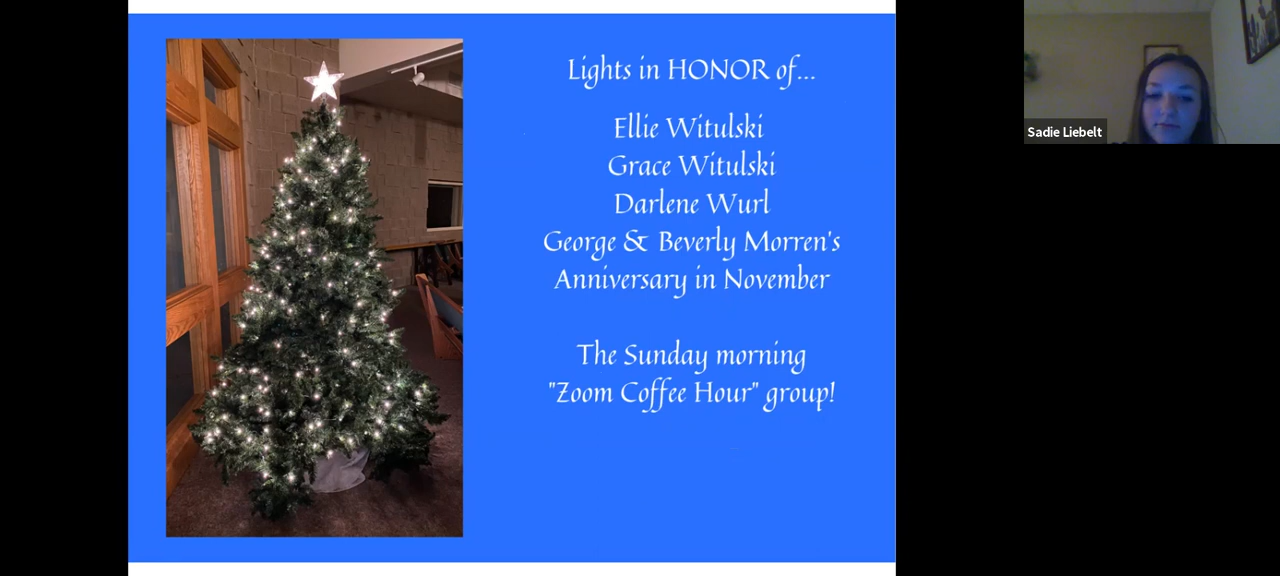 Lights in HONOR of...
Ellie Witulski
Grace Witulski
Darlene Wurl
George & Beverly Morren's
Anniversary in November
The Sunday morning
"Zoom Coffee Hour" group!
Sadie Liebelt